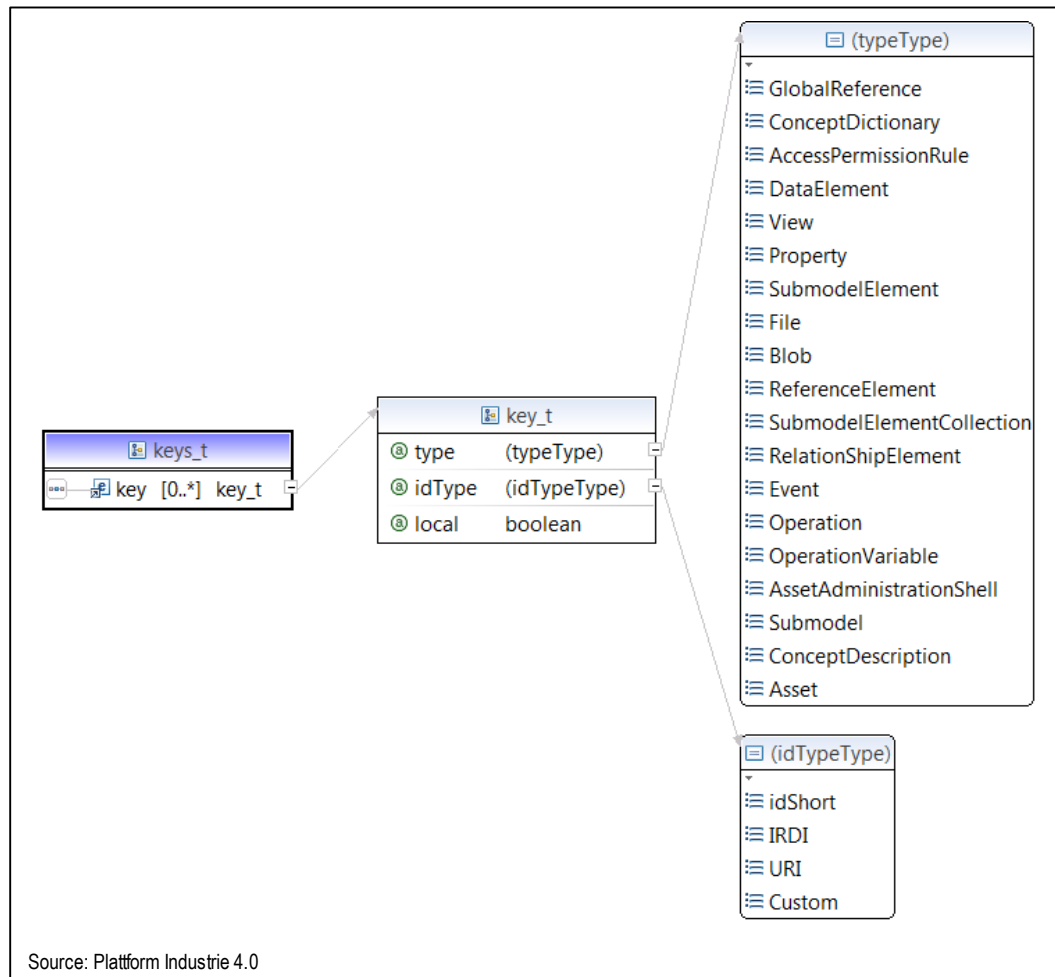 keys_t
key [0..*] key_t
key_t
type (typeType)
idType (idTypeType)
local boolean
(typeType)
GlobalReference
ConceptDictionary
AccessPermissionRule
DataElement
View
Property
SubmodelElement
File
Blob
ReferenceElement
SubmodelElementCollection
RelationShipElement
Event
Operation
OperationVariable
AssetAdministrationShell
Submodel
ConceptDescription
Asset
(idTypeType)
idShort
IRDI
URI
Custom
Source: Plattform Industrie 4.0